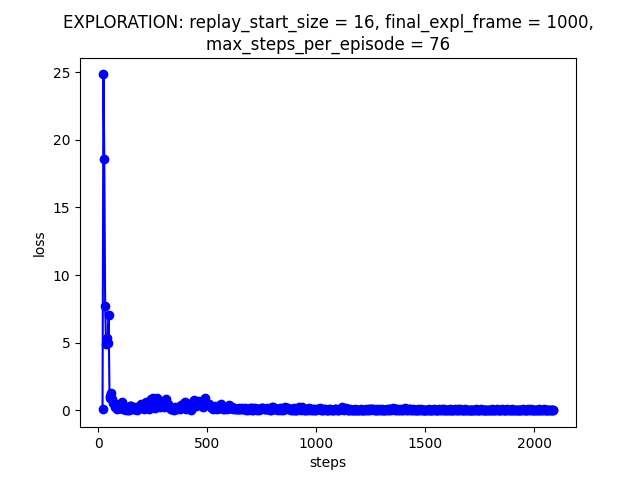 EXPLORATION: replay_start_size = 16, final_expl_frame = 1000,
max_steps_per_episode = 76
25
20
15
10
5
0
loss
0 500 1000 1500 2000
steps